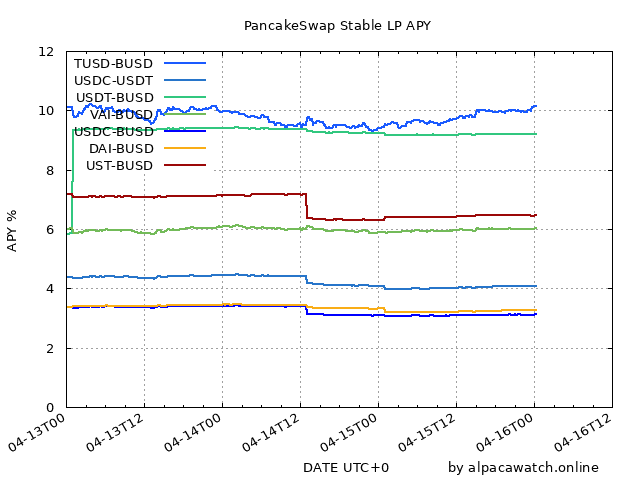 PancakeSwap Stable LP APY
12
10
8
6
4
2
0
APY %
TUSD-BUSD
USDC-USDT
USDT-BUSD
VAI-BUSD
USDC-BUSD
DAI-BUSD
UST-BUSD
04-13T00
04-13T12
04-14T00
04-14T12
04-15T00
04-15T12
04-16T00
04-16T12
DATE UTC+0
by alpacawatch.online